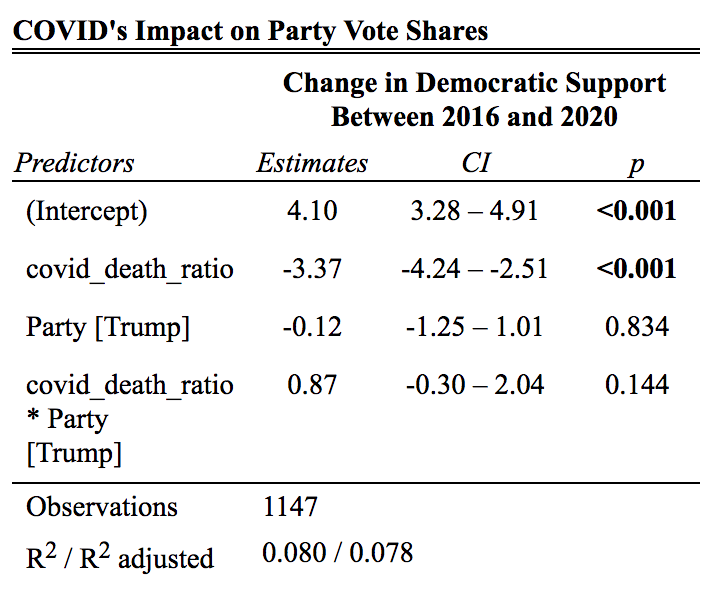 COVID's Impact on Party Vote Shares
Change in Democratic Support
Between 2016 and 2020
Predictors Estimates CI p
(Intercept) 4.10 3.28 – 4.91 <0.001
covid_death_ratio -3.37 -4.24 – -2.51 <0.001
Party [Trump] -0.12 -1.25 – 1.01 0.834
covid_death_ratio 0.87 -0.30 – 2.04 0.144
* Party
[Trump]
Observations 1147
R2 / R2 adjusted 0.080 / 0.078